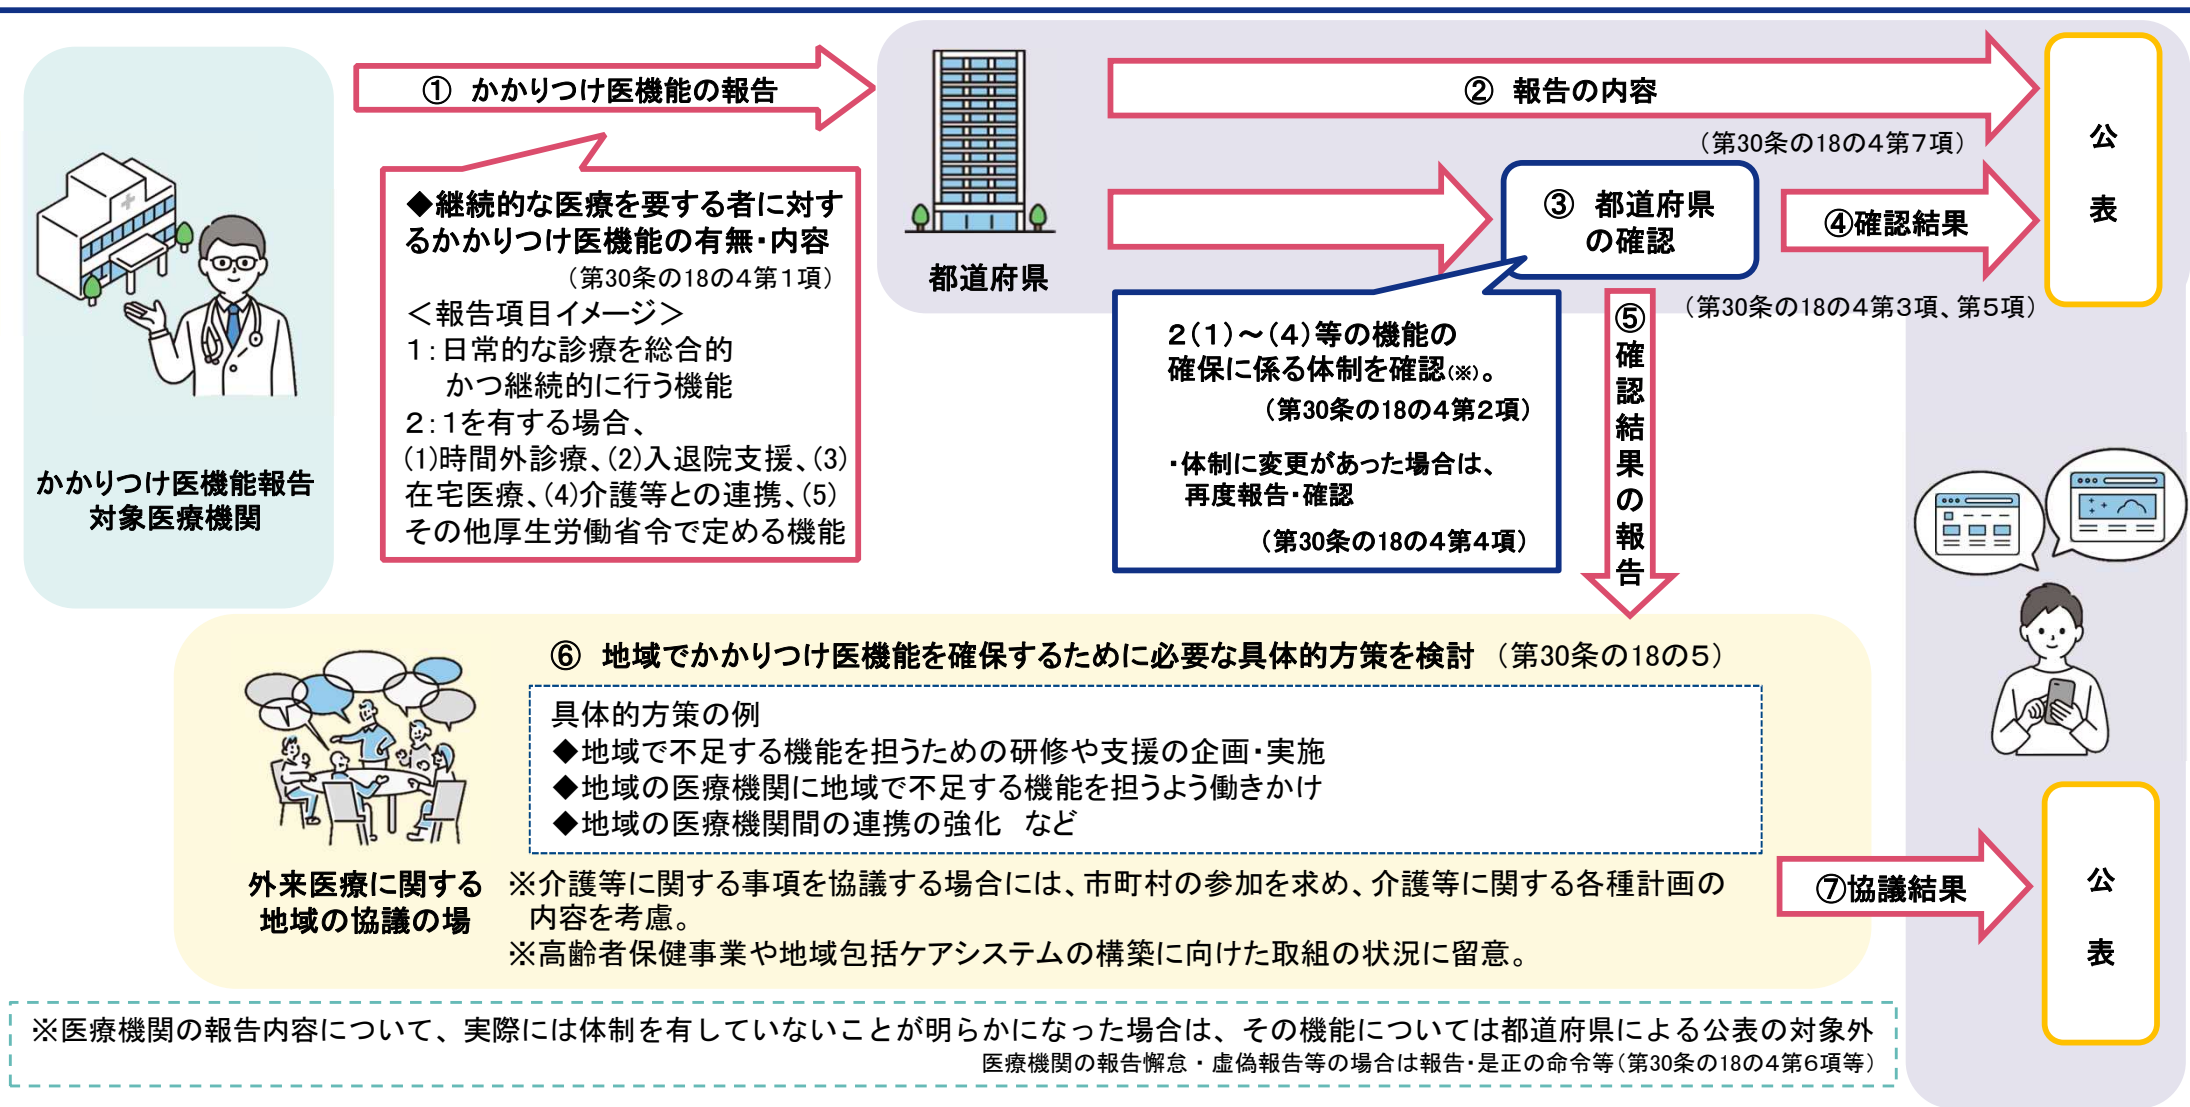 ① かかりつけ医機能の報告
② 報告の内容
(第30条の18の4第7項)
公
表
かかりつけ医機能報告
対象医療機関
◆継続的な医療を要する者に対す
るかかりつけ医機能の有無・内容
(第30条の18の4第1項)
<報告項目イメージ>
1:日常的な診療を総合的
かつ継続的に行う機能
2:1を有する場合、
(1)時間外診療、(2)入退院支援、(3)
在宅医療、(4)介護等との連携、(5)
その他厚生労働省令で定める機能
都道府県
③ 都道府県
の確認
④確認結果
(第30条の18の4第3項、第5項)
2(1)~(4)等の機能の
確保に係る体制を確認(※)。
(第30条の18の4第2項)
・体制に変更があった場合は、
再度報告・確認
(第30条の18の4第4項)
⑤確認結果の報告
⑥ 地域でかかりつけ医機能を確保するために必要な具体的方策を検討 (第30条の18の5)
具体的方策の例
◆地域で不足する機能を担うための研修や支援の企画・実施
◆地域の医療機関に地域で不足する機能を担うよう働きかけ
◆地域の医療機関間の連携の強化 など
外来医療に関する
地域の協議の場
※介護等に関する事項を協議する場合には、市町村の参加を求め、介護等に関する各種計画の
内容を考慮。
※高齢者保健事業や地域包括ケアシステムの構築に向けた取組の状況に留意。
⑦協議結果
公
表
※医療機関の報告内容について、実際には体制を有していないことが明らかになった場合は、その機能については都道府県による公表の対象外
医療機関の報告懈怠・虚偽報告等の場合は報告・是正の命令等(第30条の18の4第6項等)